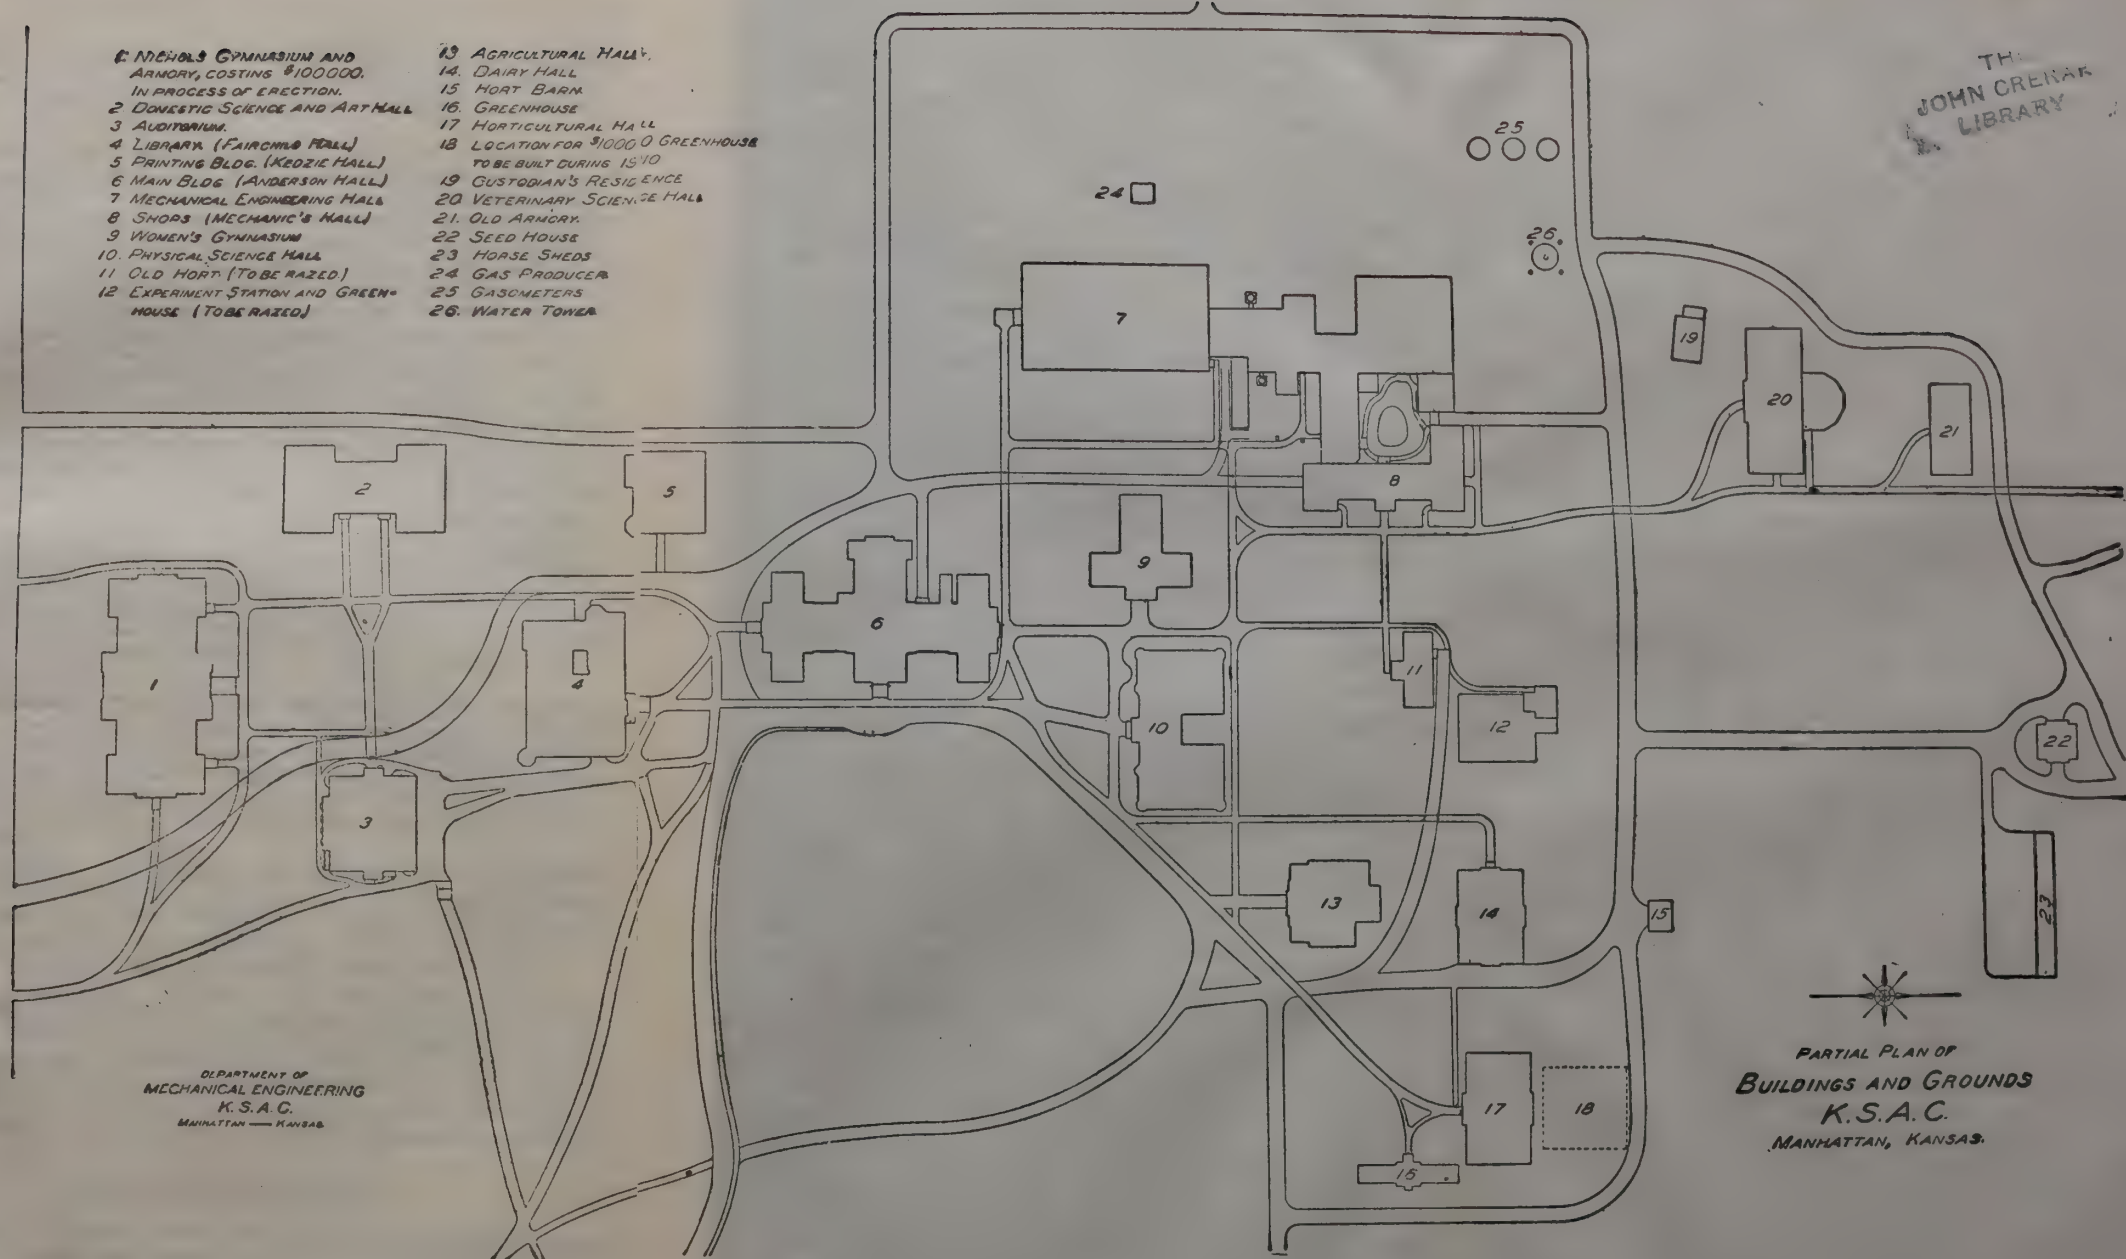 1 NICHOLS GYMNASIUM AND
ARMORY, COSTING $100000.
IN PROCESS OF ERECTION.
2 DOMESTIC SCIENCE AND ART HALL
3 AUDITORIUM.
4 LIBRARY (FAIRCHILD HALL)
5 PRINTING BLDG. (KEDZIE HALL)
6 MAIN BLDG (ANDERSON HALL)
7 MECHANICAL ENGINEERING HALL
8 SHOPS (MECHANIC'S HALL)
9 WOMEN'S GYMNASIUM
10. PHYSICAL SCIENCE HALL
11 OLD HORT. (TO BE RAZED.)
12 EXPERIMENT STATION AND GREEN-
HOUSE (TO BE RAZED)
13 AGRICULTURAL HALL.
14. DAIRY HALL
15 HORT BARN
16. GREENHOUSE
17 HORTICULTURAL HALL
18 LOCATION FOR $10000 GREENHOUSE
TO BE BUILT DURING 1910
19 CUSTODIAN'S RESIDENCE
20 VETERINARY SCIENCE HALL
21. OLD ARMORY.
22 SEED HOUSE
23 HORSE SHEDS
24 GAS PRODUCER
25 GASOMETERS
26. WATER TOWER
THE
JOHN CRERAR
LIBRARY
25
24
26
7
19
20
21
2
5
8
9
6
1
4
11
10
12
22
3
13
14
15
23
17
18
16
DEPARTMENT OF
MECHANICAL ENGINEERING
K. S. A. C.
MANHATTAN — KANSAS
PARTIAL PLAN OF
BUILDINGS AND GROUNDS
K. S. A. C.
MANHATTAN, KANSAS.